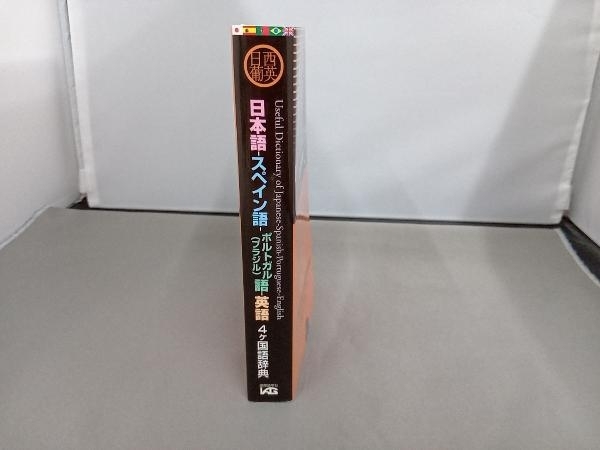 日西
葡英
Useful Dictionary of Japanese-Spanish-Portuguese-English
日本語-スペイン語-ポルトガル(ブラジル)語-英語
4ヶ国語辞典
IAG